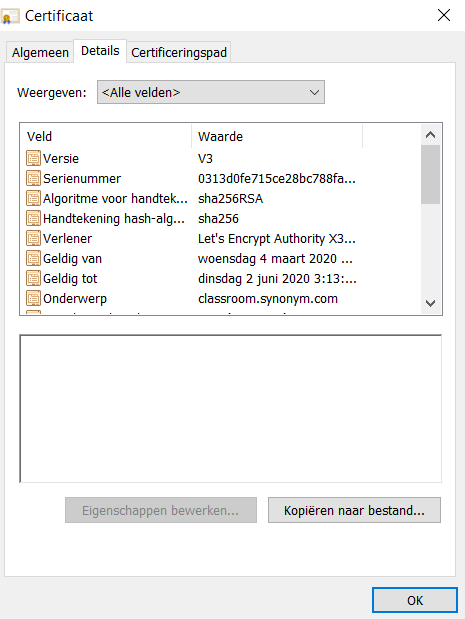 Certificaat
Algemeen Details Certificeringspad
Weergeven: <Alle velden>
Veld Waarde
Versie V3
Serienummer 0313d0fe715ce28bc788fa...
Algoritme voor handtek... sha256RSA
Handtekening hash-alg... sha256
Verlener Let's Encrypt Authority X3...
Geldig van woensdag 4 maart 2020 ...
Geldig tot dinsdag 2 juni 2020 3:13:...
Onderwerp classroom.synonym.com
Eigenschappen bewerken... Kopiëren naar bestand...
OK